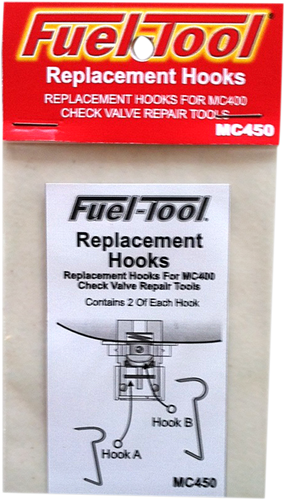 Fuel-Tool®
Replacement Hooks
REPLACEMENT HOOKS FOR MC400
CHECK VALVE REPAIR TOOLS
MC450
Fuel-Tool®
Replacement
Hooks
Replacement Hooks For MC400
Check Valve Repair Tools
Contains 2 Of Each Hook
Hook B
Hook A
MC450